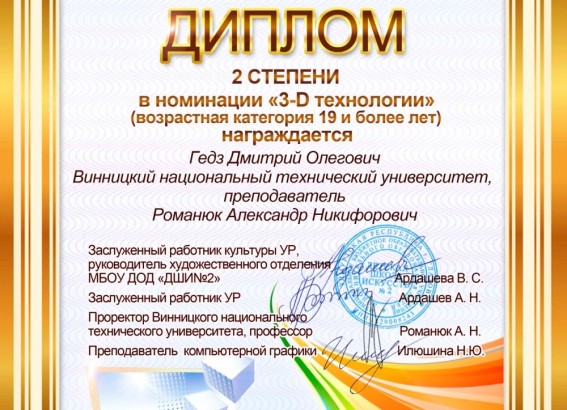 ДИПЛОМ
2 СТЕПЕНИ
в номинации «3-D технологии»
(возрастная категория 19 и более лет)
награждается
Гедз Дмитрий Олегович
Винницкий национальный технический университет,
преподаватель
Романюк Александр Никифорович
Заслуженный работник культуры УР,
руководитель художественного отделения
МБОУ ДОД «ДШИ№2» Ардашева В. С.
Заслуженный работник УР Ардашев А. Н.
Проректор Винницкого национального
технического университета, профессор Романюк А. Н.
Преподаватель компьютерной графики Илюшина Н.Ю.